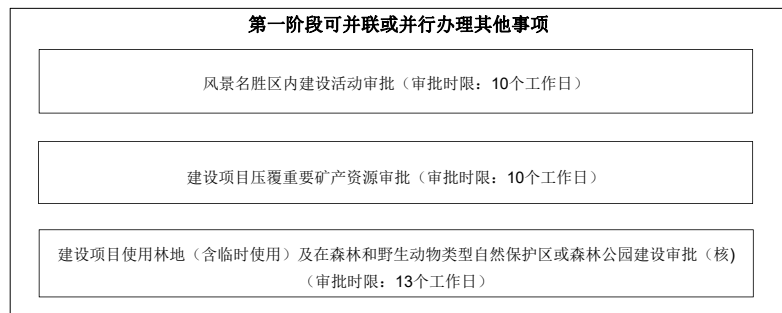 第一阶段可并联或并行办理其他事项
风景名胜区内建设活动审批（审批时限：10个工作日）
建设项目压覆重要矿产资源审批（审批时限：10个工作日）
建设项目使用林地（含临时使用）及在森林和野生动物类型自然保护区或森林公园建设审批（核)
（审批时限：13个工作日）